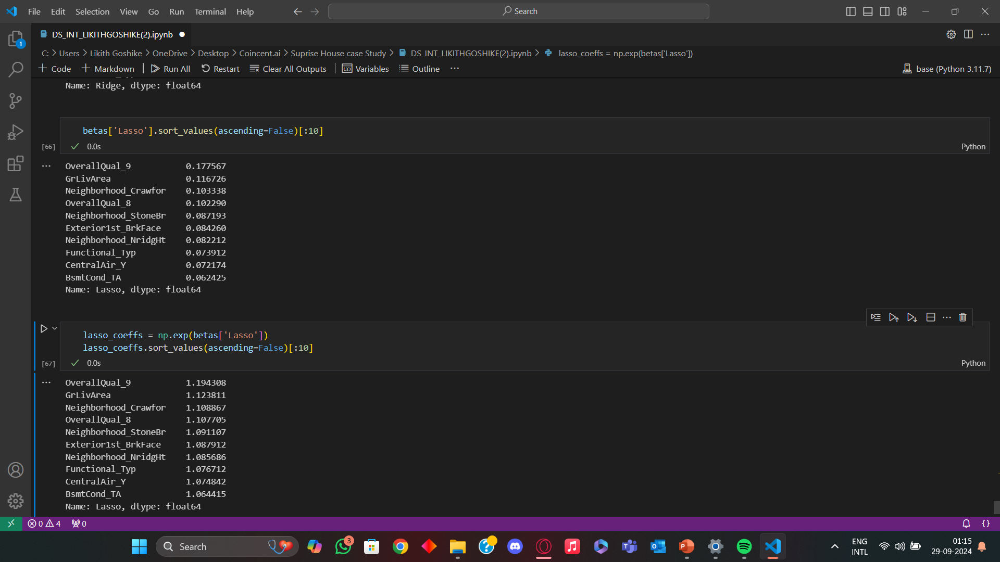 File Edit Selection View Go Run Terminal Help
Search
DS_INT_LIKITHGOSHIKE(2).ipynb
C: > Users > Likith Goshike > OneDrive > Desktop > Coincent.ai > Suprise House case Study > DS_INT_LIKITHGOSHIKE(2).ipynb > lasso_coeffs = np.exp(betas['Lasso'])
+ Code + Markdown | Run All Restart Clear All Outputs | Variables Outline ...
base (Python 3.11.7)
Name: Ridge, dtype: float64
betas['Lasso'].sort_values(ascending=False)[:10]
[66] 0.0s Python
OverallQual_9 0.177567
GrLivArea 0.116726
Neighborhood_Crawfor 0.103338
OverallQual_8 0.102290
Neighborhood_StoneBr 0.087193
Exterior1st_BrkFace 0.084260
Neighborhood_NridgHt 0.082212
Functional_Typ 0.073912
CentralAir_Y 0.072174
BsmtCond_TA 0.062425
Name: Lasso, dtype: float64
lasso_coeffs = np.exp(betas['Lasso'])
lasso_coeffs.sort_values(ascending=False)[:10]
[67] 0.0s Python
OverallQual_9 1.194308
GrLivArea 1.123811
Neighborhood_Crawfor 1.108867
OverallQual_8 1.107705
Neighborhood_StoneBr 1.091107
Exterior1st_BrkFace 1.087912
Neighborhood_NridgHt 1.085686
Functional_Typ 1.076712
CentralAir_Y 1.074842
BsmtCond_TA 1.064415
Name: Lasso, dtype: float64
1
0 4 0 {}
Search
3
ENG
INTL
01:15
29-09-2024